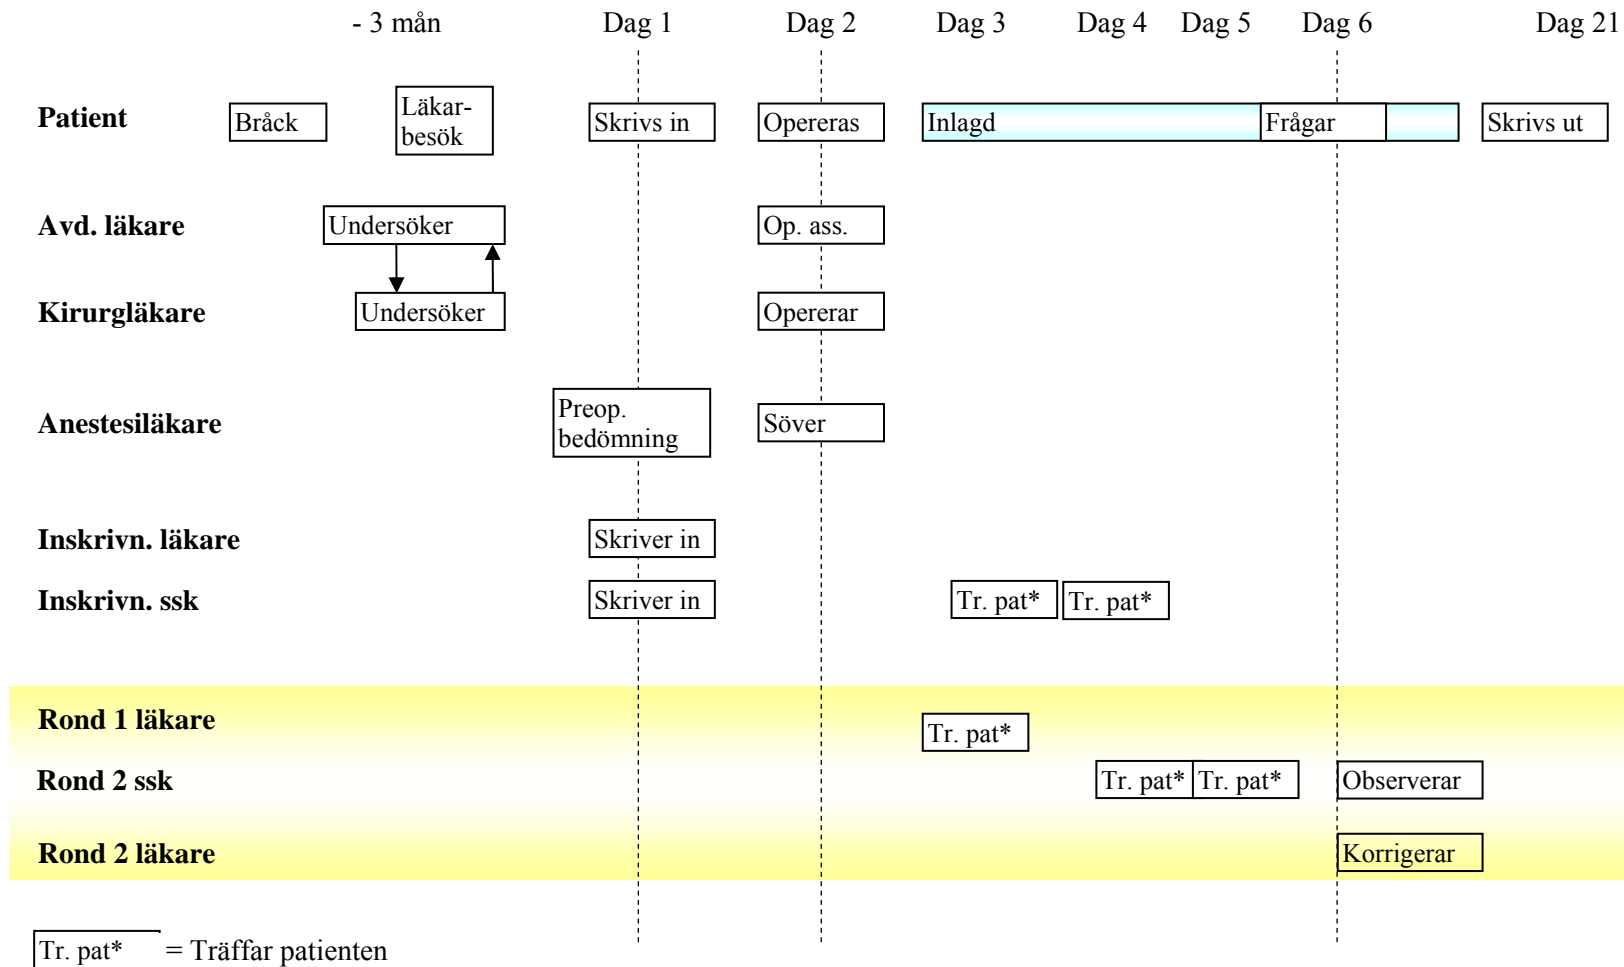 - 3 mån Dag 1 Dag 2 Dag 3 Dag 4 Dag 5 Dag 6 Dag 21
Patient Bråck Läkar- Skrivs in Opereras Inlagd Frågar Skrivs ut
besök
Avd. läkare Undersöker Op. ass.
Kirurgläkare Undersöker Opererar
Anestesiläkare Preop. Söver
bedömning
Inskrivn. läkare Skriver in
Inskrivn. ssk Skriver in Tr. pat* Tr. pat*
Rond 1 läkare Tr. pat*
Rond 2 ssk Tr. pat* Tr. pat* Observerar
Rond 2 läkare Korrigerar
Tr. pat* = Träffar patienten